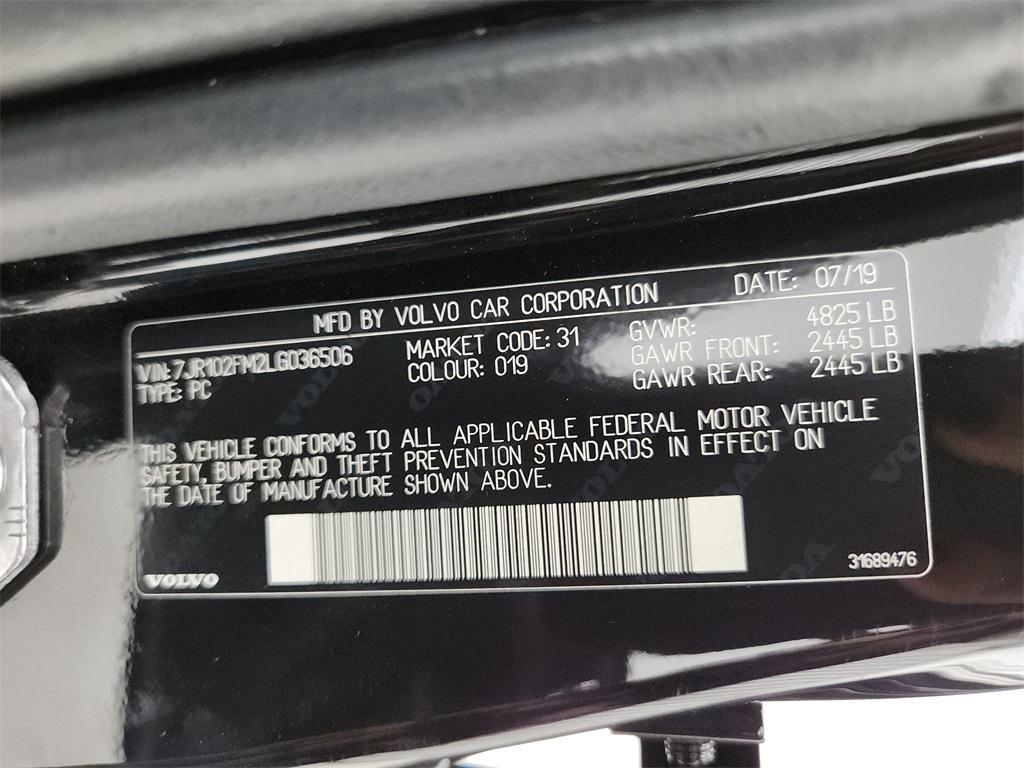 MFD BY VOLVO CAR CORPORATION DATE: 07/19
VIN: 7JR102FM2LG036506 MARKET CODE: 31 GVWR: 4825 LB
TYPE: PC COLOUR: 019 GAWR FRONT: 2445 LB
GAWR REAR: 2445 LB
THIS VEHICLE CONFORMS TO ALL APPLICABLE FEDERAL MOTOR VEHICLE
SAFETY, BUMPER AND THEFT PREVENTION STANDARDS IN EFFECT ON
THE DATE OF MANUFACTURE SHOWN ABOVE.
VOLVO 31689476